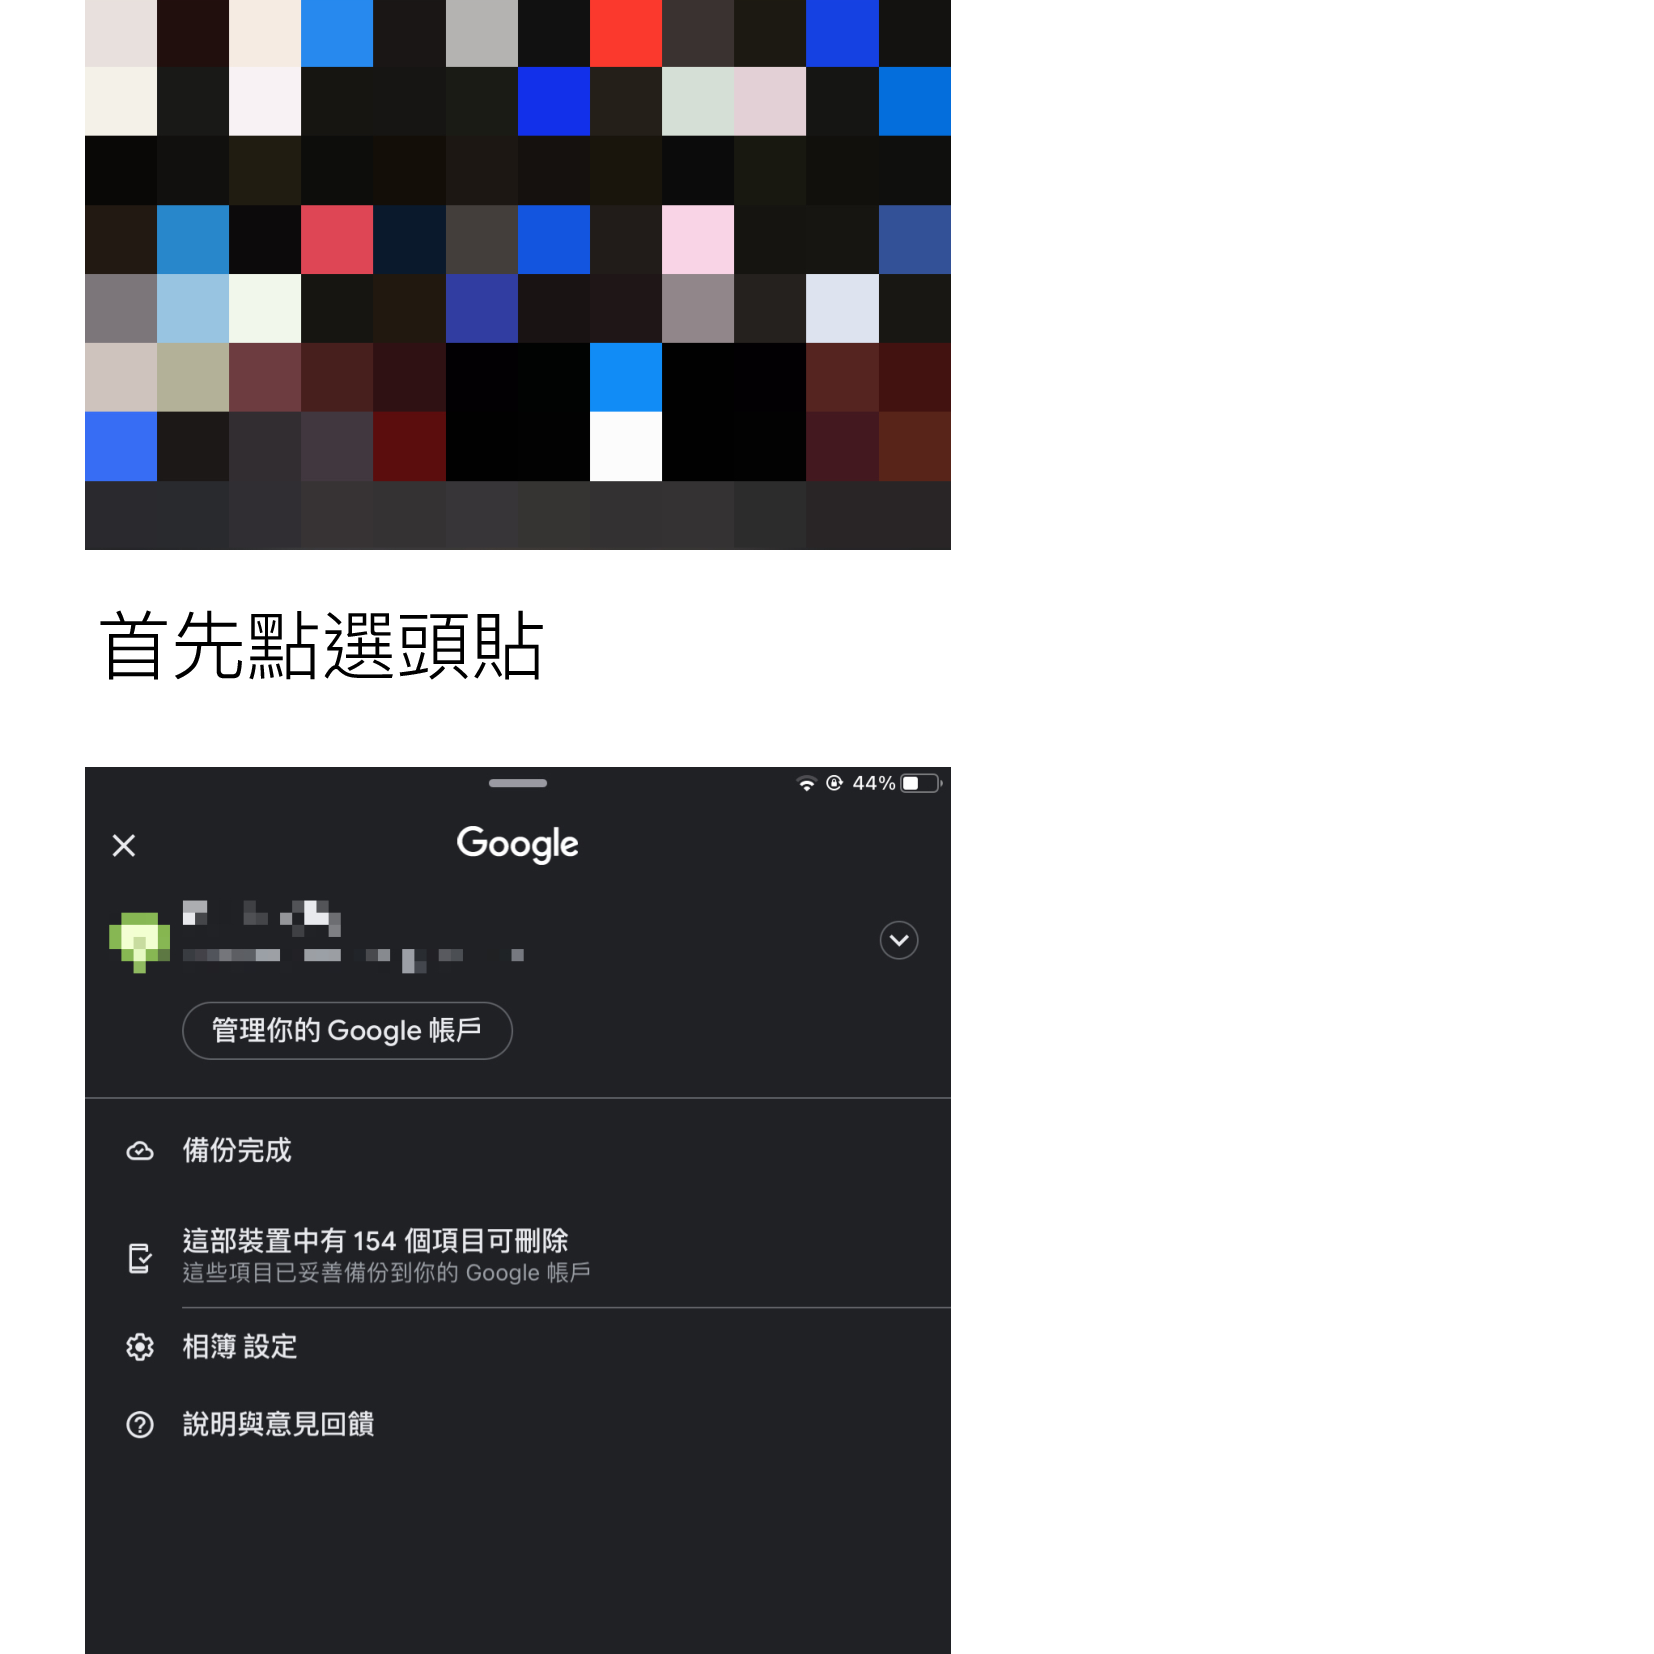 首先點選頭貼
44%
Google
管理你的 Google 帳戶
備份完成
這部裝置中有 154 個項目可刪除
這些項目已妥善備份到你的 Google 帳戶
相簿 設定
說明與意見回饋